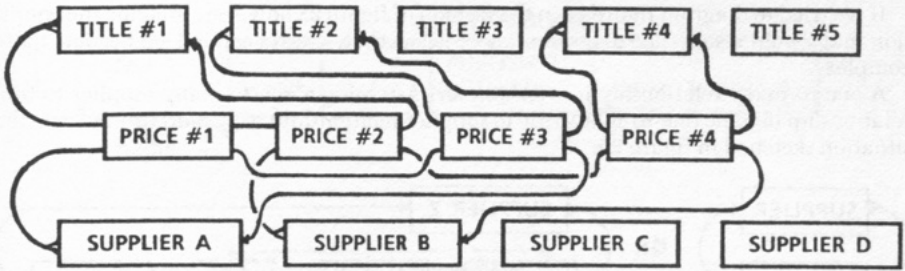 TITLE #1 TITLE #2 TITLE #3 TITLE #4 TITLE #5
PRICE #1 PRICE #2 PRICE #3 PRICE #4
SUPPLIER A SUPPLIER B SUPPLIER C SUPPLIER D